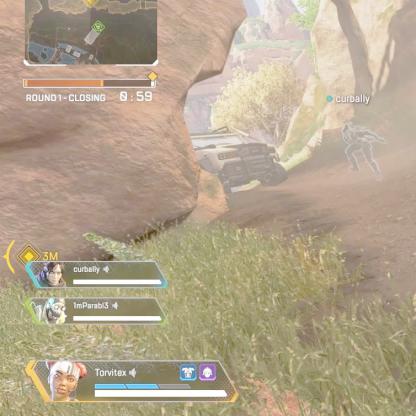 ROUND 1 - CLOSING 0:59
curbally
3M
curbally
1mParabl3
Torvitex